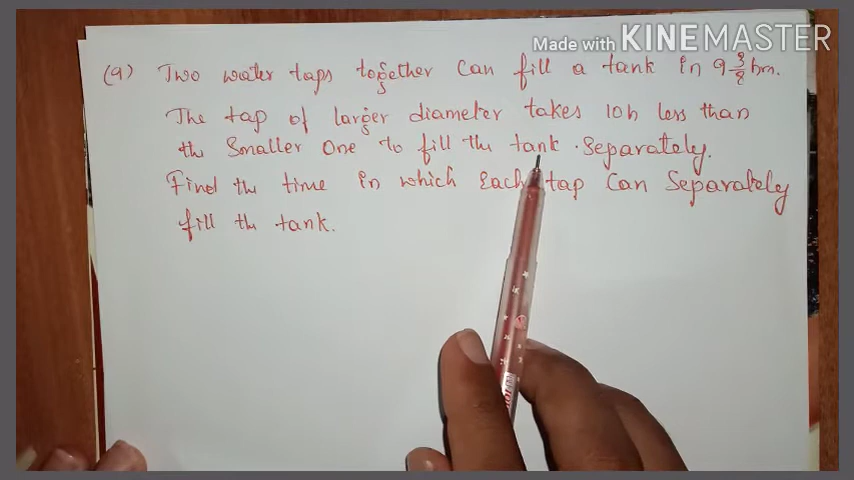 Made with KINEMASTER
(9) Two water taps together can fill a tank in 9 3/8 hrs.
The tap of larger diameter takes 10h less than
the smaller one to fill the tank . separately.
Find the time in which each tap can separately
fill the tank.